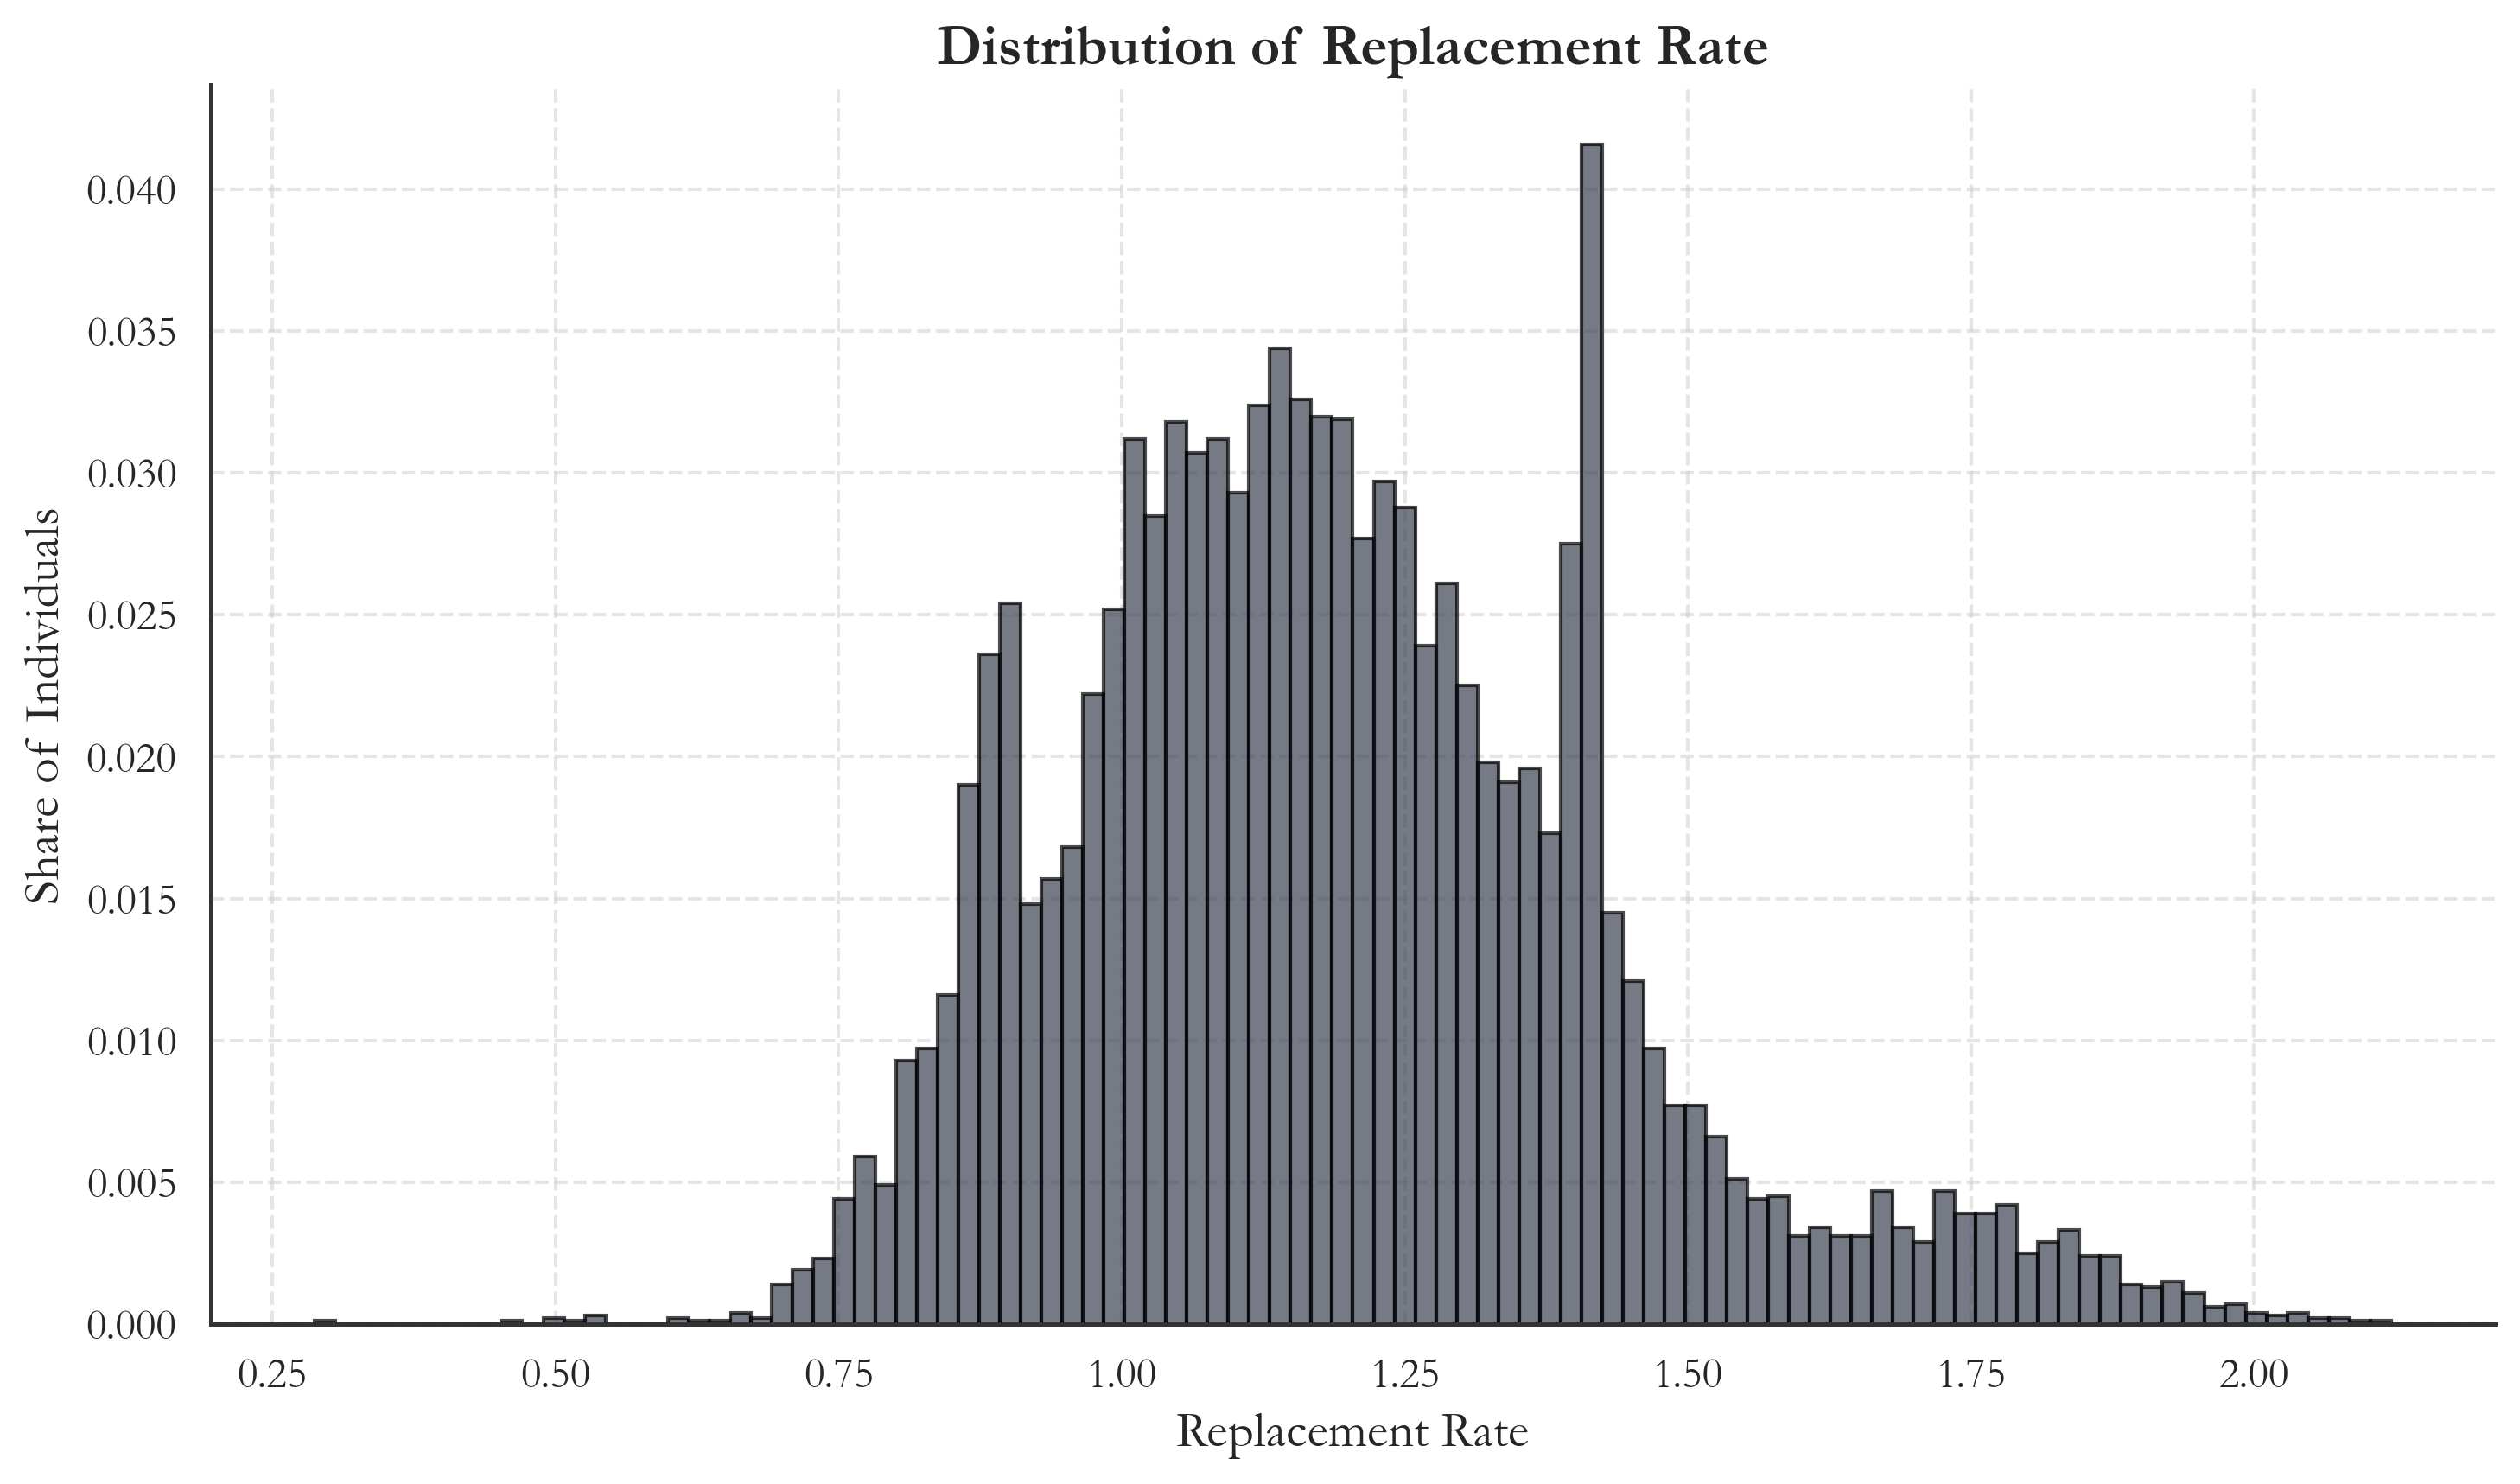 Distribution of Replacement Rate
0.040
0.035
0.030
0.025
0.020
0.015
0.010
0.005
0.000
Share of Individuals
0.25 0.50 0.75 1.00 1.25 1.50 1.75 2.00
Replacement Rate